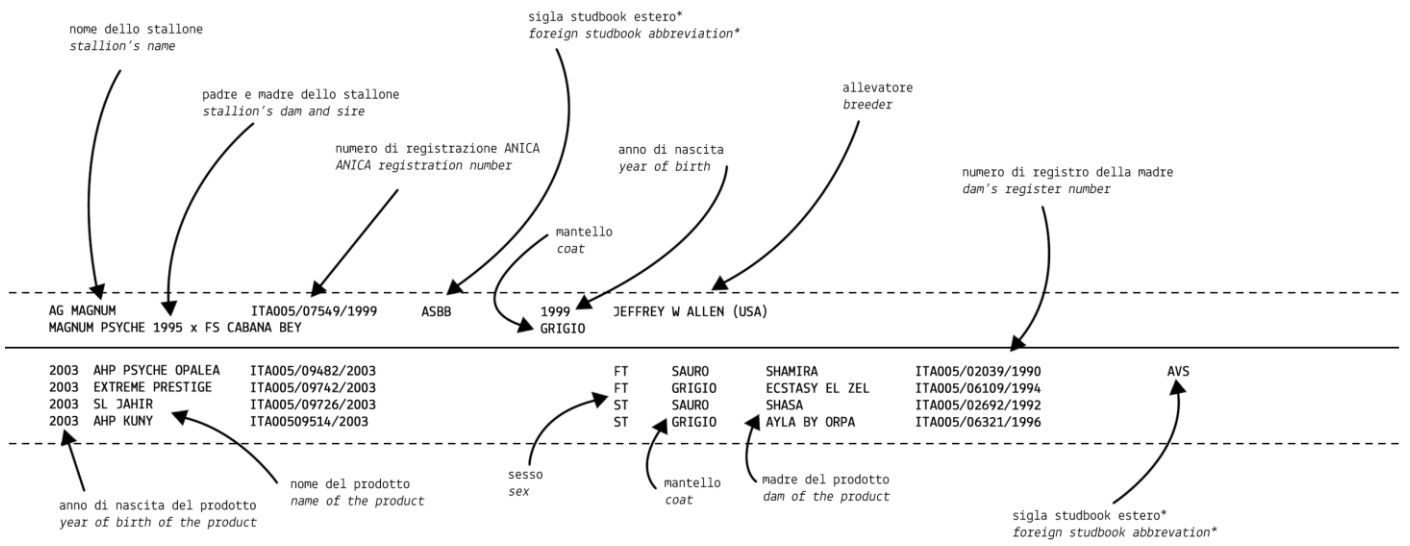 sigla studbook estero*
foreign studbook abbreviation*
nome dello stallone
stallion's name
padre e madre dello stallone
stallion's dam and sire
allevatore
breeder
numero di registrazione ANICA
ANICA registration number
anno di nascita
year of birth
numero di registro della madre
dam's register number
mantello
coat
AG MAGNUM ITA005/07549/1999 ASBB 1999 JEFFREY W ALLEN (USA)
MAGNUM PSYCHE 1995 x FS CABANA BEY GRIGIO
2003 AHP PSYCHE OPALEA ITA005/09482/2003 FT SAURO SHAMIRA ITA005/02039/1990 AVS
2003 EXTREME PRESTIGE ITA005/09742/2003 FT GRIGIO ECSTASY EL ZEL ITA005/06109/1994
2003 SL JAHIR ITA005/09726/2003 ST SAURO SHASA ITA005/02692/1992
2003 AHP KUNY ITA00509514/2003 ST GRIGIO AYLA BY ORPA ITA005/06321/1996
anno di nascita del prodotto
year of birth of the product
nome del prodotto
name of the product
sesso
sex
mantello
coat
madre del prodotto
dam of the product
sigla studbook estero*
foreign studbook abbrevation*